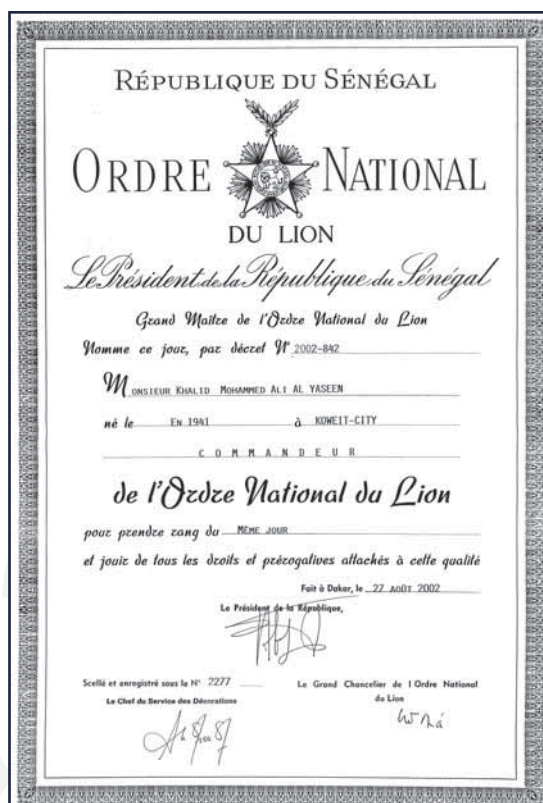 RÉPUBLIQUE DU SÉNÉGAL
ORDRE NATIONAL
DU LION
Le Président de la République du Sénégal
Grand Maître de l'Ordre National du Lion
Nomme ce jour, par décret N° 2002-842
MONSIEUR KHALID MOHAMMED ALI AL YASEEN
né le EN 1941 à KOWEIT-CITY
COMMANDEUR
de l'Ordre National du Lion
pour prendre rang du MEME JOUR
et jouir de tous les droits et prérogatives attachés à cette qualité
Fait à Dakar, le 27 AOÛT 2002
Le Président de la République,
Scellé et enregistré sous le N° 2277
Le Chef du Service des Décorations
Le Grand Chancelier de l Ordre National
du Lion